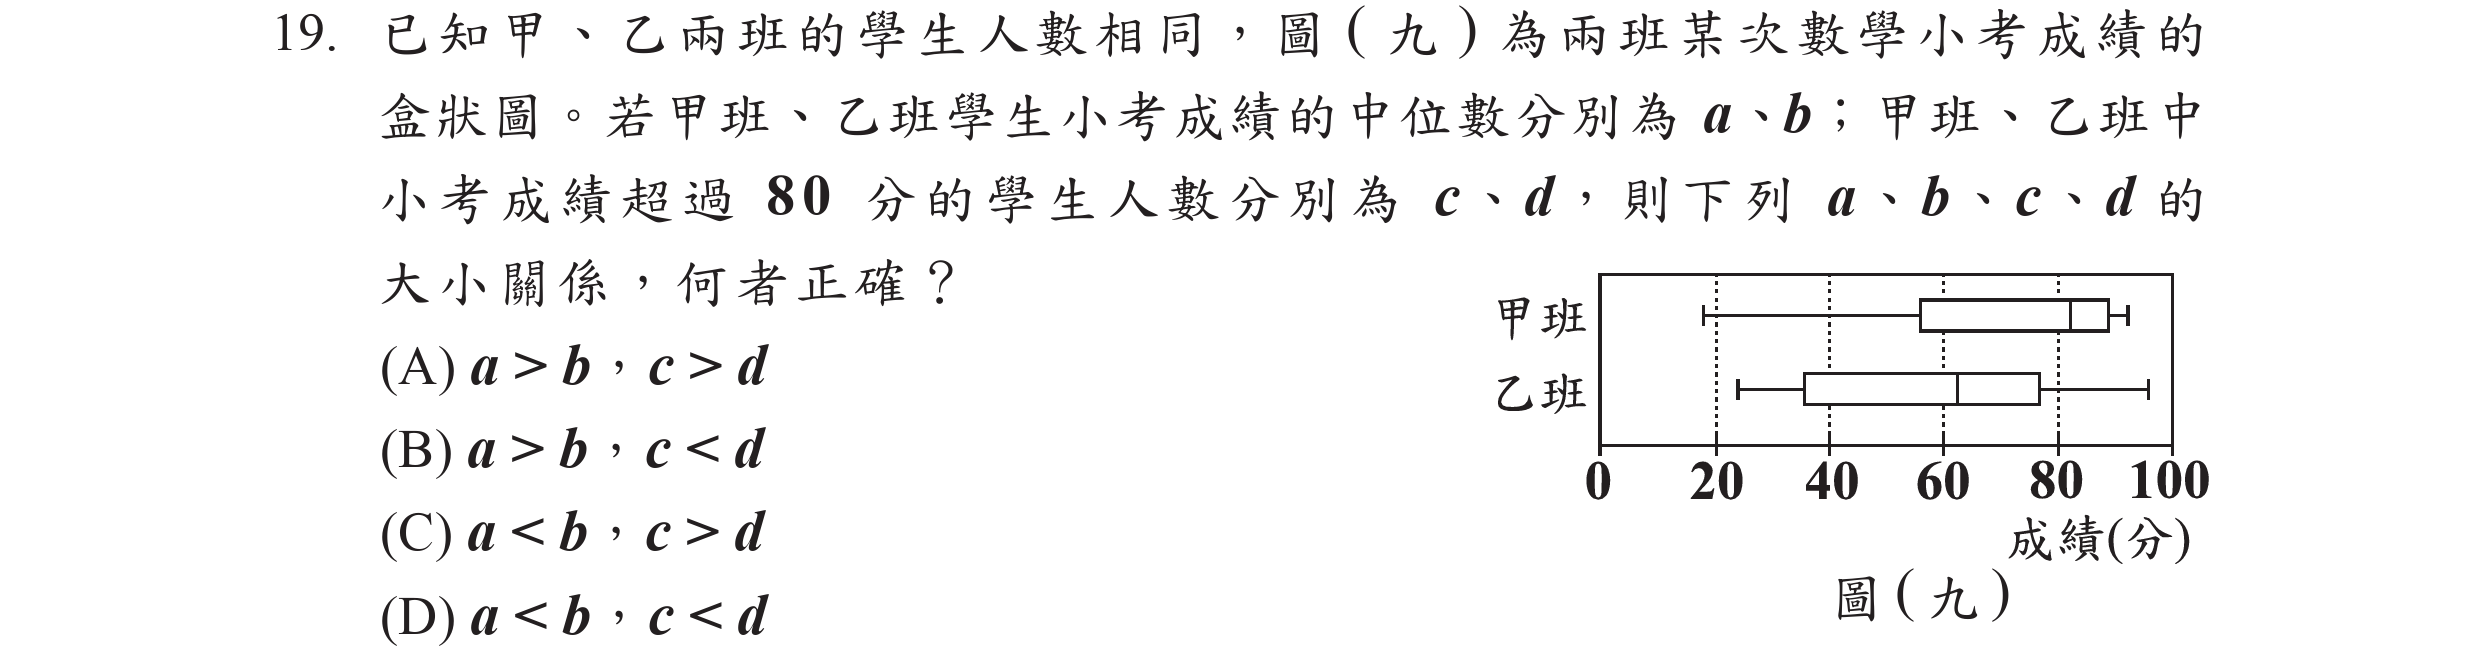 19. 已知甲、乙兩班的學生人數相同，圖(九)為兩班某次數學小考成績的
盒狀圖。若甲班、乙班學生小考成績的中位數分別為 a、b；甲班、乙班中
小考成績超過 80 分的學生人數分別為 c、d，則下列 a、b、c、d 的
大小關係，何者正確？
(A) a > b，c > d
(B) a > b，c < d
(C) a < b，c > d
(D) a < b，c < d
甲班
乙班
0 20 40 60 80 100
成績(分)
圖(九)